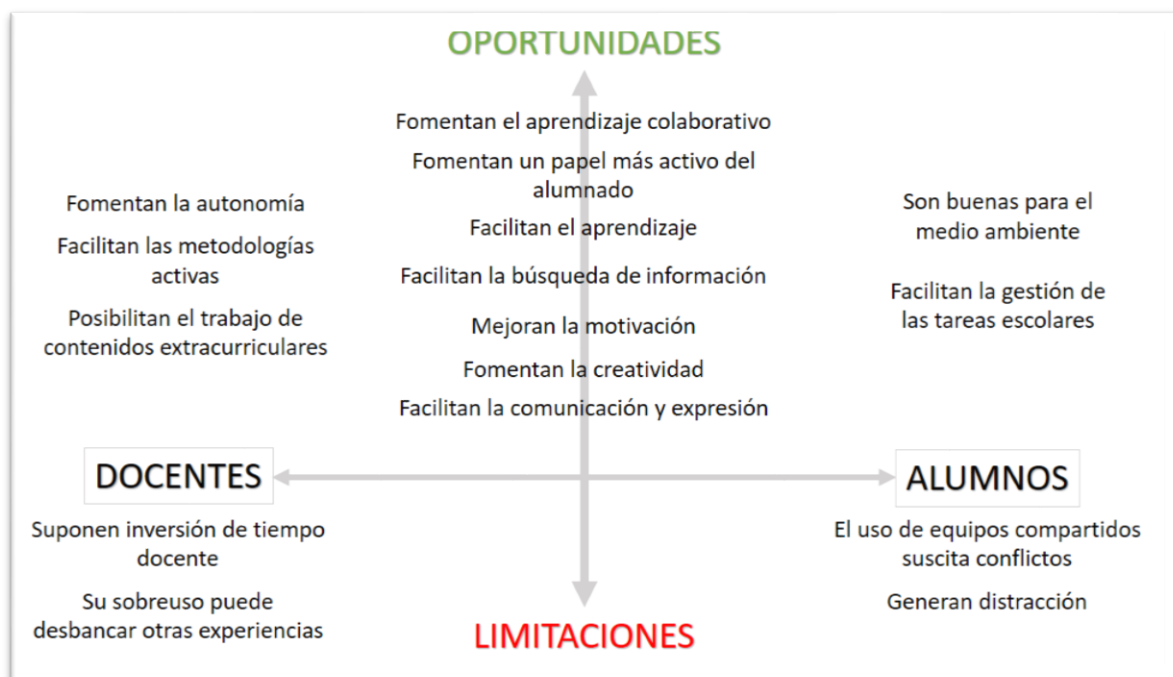 OPORTUNIDADES
Fomentan el aprendizaje colaborativo
Fomentan un papel más activo del
alumnado
Facilitan el aprendizaje
Facilitan la búsqueda de información
Mejoran la motivación
Fomentan la creatividad
Facilitan la comunicación y expresión
Fomentan la autonomía
Facilitan las metodologías
activas
Posibilitan el trabajo de
contenidos extracurriculares
Son buenas para el
medio ambiente
Facilitan la gestión de
las tareas escolares
DOCENTES
ALUMNOS
Suponen inversión de tiempo
docente
Su sobreuso puede
desbancar otras experiencias
El uso de equipos compartidos
suscita conflictos
Generan distracción
LIMITACIONES